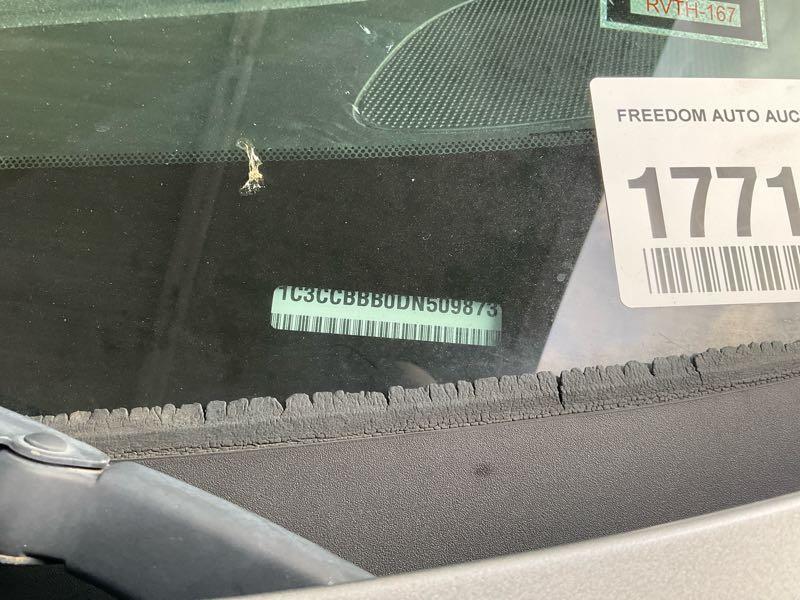 RVTH-167
FREEDOM AUTO AUC
1771
1C3CCBBB0DN509873